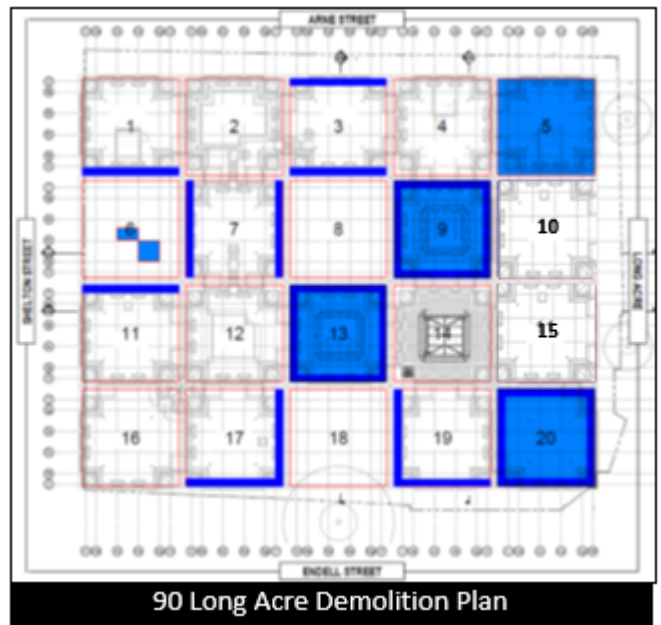 ARNE STREET
1 2 3 4 5
SHELTON STREET
6 7 8 9 10
LONG ACRE
11 12 13 14 15
16 17 18 19 20
ENDELL STREET
90 Long Acre Demolition Plan